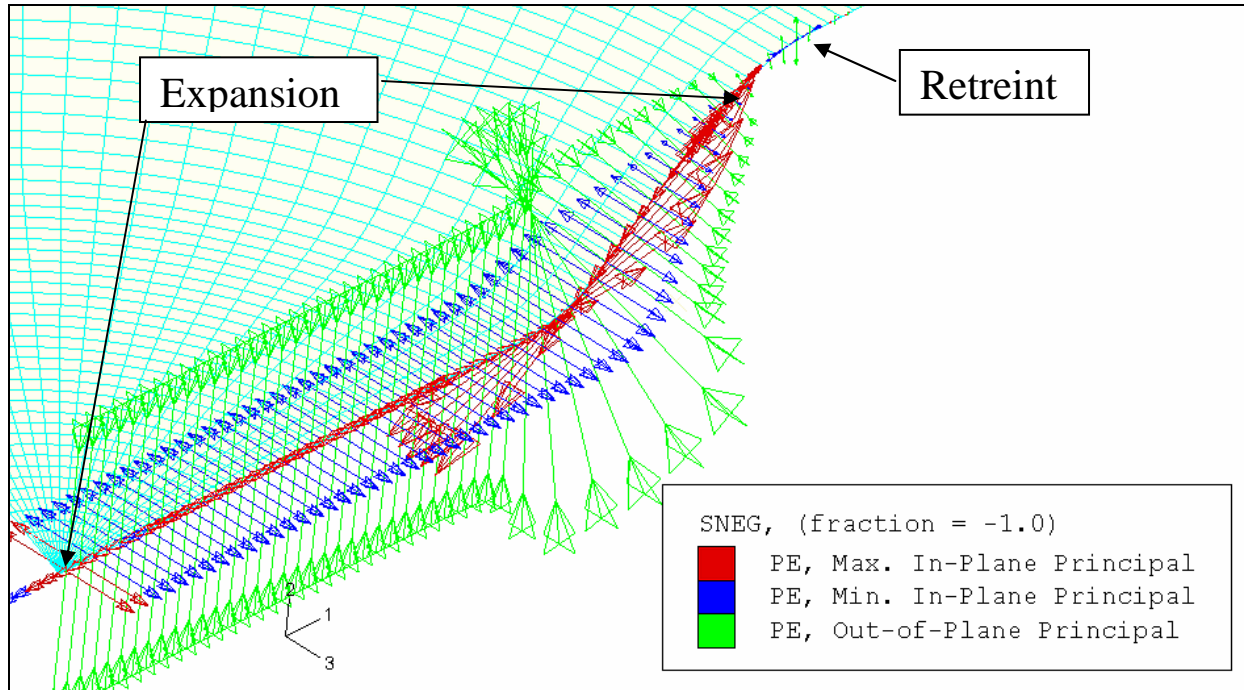 Expansion
Retreint
SNEG, (fraction = -1.0)
PE, Max. In-Plane Principal
PE, Min. In-Plane Principal
PE, Out-of-Plane Principal
2
1
3